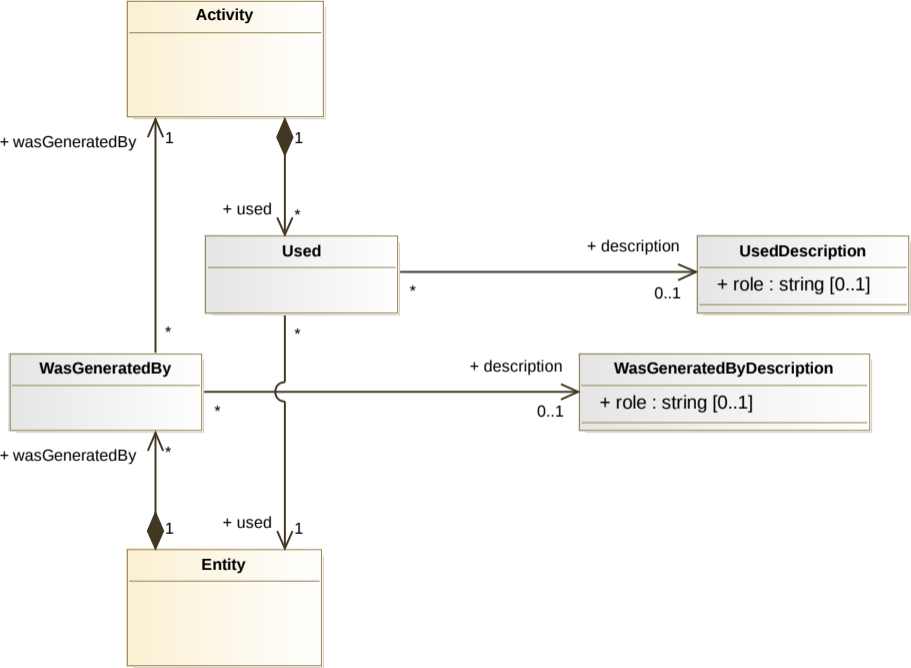 Activity
+ wasGeneratedBy
1
1
+ used
*
Used
+ description
UsedDescription
+ role : string [0..1]
*
0..1
*
*
WasGeneratedBy
+ description
WasGeneratedByDescription
+ role : string [0..1]
*
0..1
+ wasGeneratedBy
*
1
+ used
1
Entity